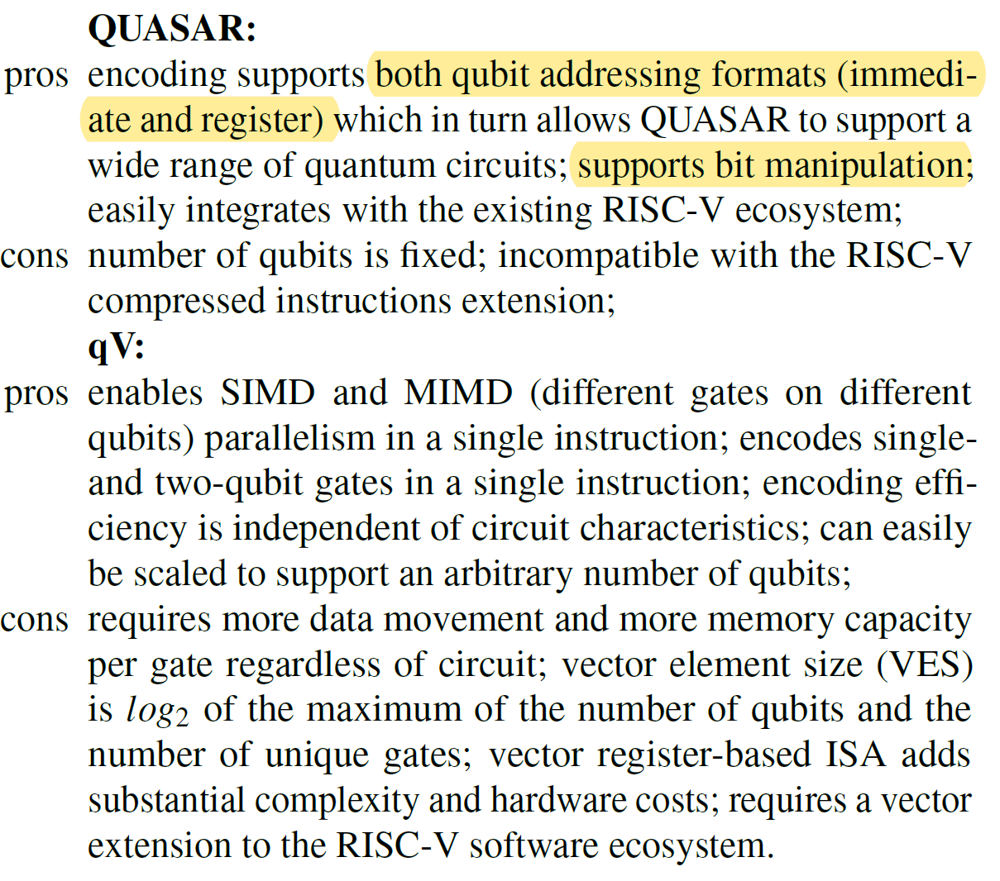 QUASAR:
pros encoding supports both qubit addressing formats (immedi-
ate and register) which in turn allows QUASAR to support a
wide range of quantum circuits; supports bit manipulation;
easily integrates with the existing RISC-V ecosystem;
cons number of qubits is fixed; incompatible with the RISC-V
compressed instructions extension;
qV:
pros enables SIMD and MIMD (different gates on different
qubits) parallelism in a single instruction; encodes single-
and two-qubit gates in a single instruction; encoding effi-
ciency is independent of circuit characteristics; can easily
be scaled to support an arbitrary number of qubits;
cons requires more data movement and more memory capacity
per gate regardless of circuit; vector element size (VES)
is log₂ of the maximum of the number of qubits and the
number of unique gates; vector register-based ISA adds
substantial complexity and hardware costs; requires a vector
extension to the RISC-V software ecosystem.